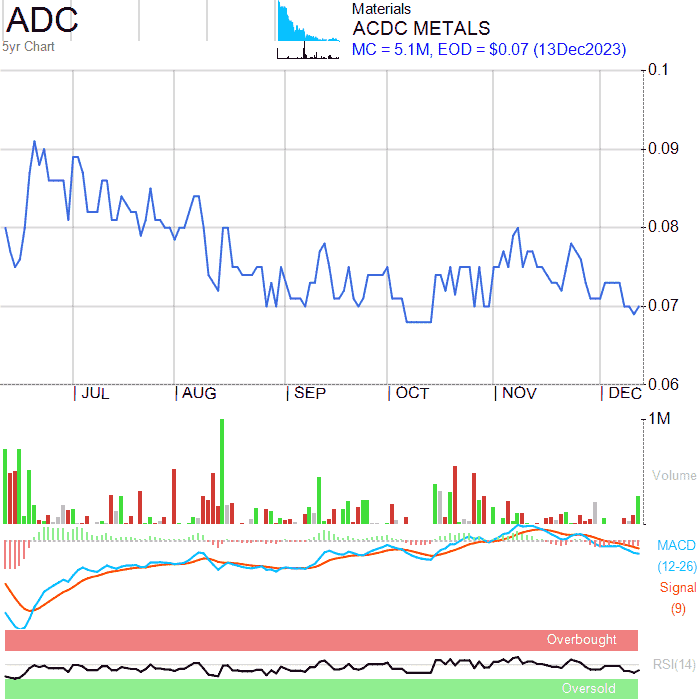 ADC
5yr Chart
Materials
ACDC METALS
MC = 5.1M, EOD = $0.07 (13Dec2023)
0.1
0.09
0.08
0.07
0.06
JUL
AUG
SEP
OCT
NOV
DEC
1M
Volume
MACD
(12-26)
Signal
(9)
Overbought
RSI(14)
Oversold